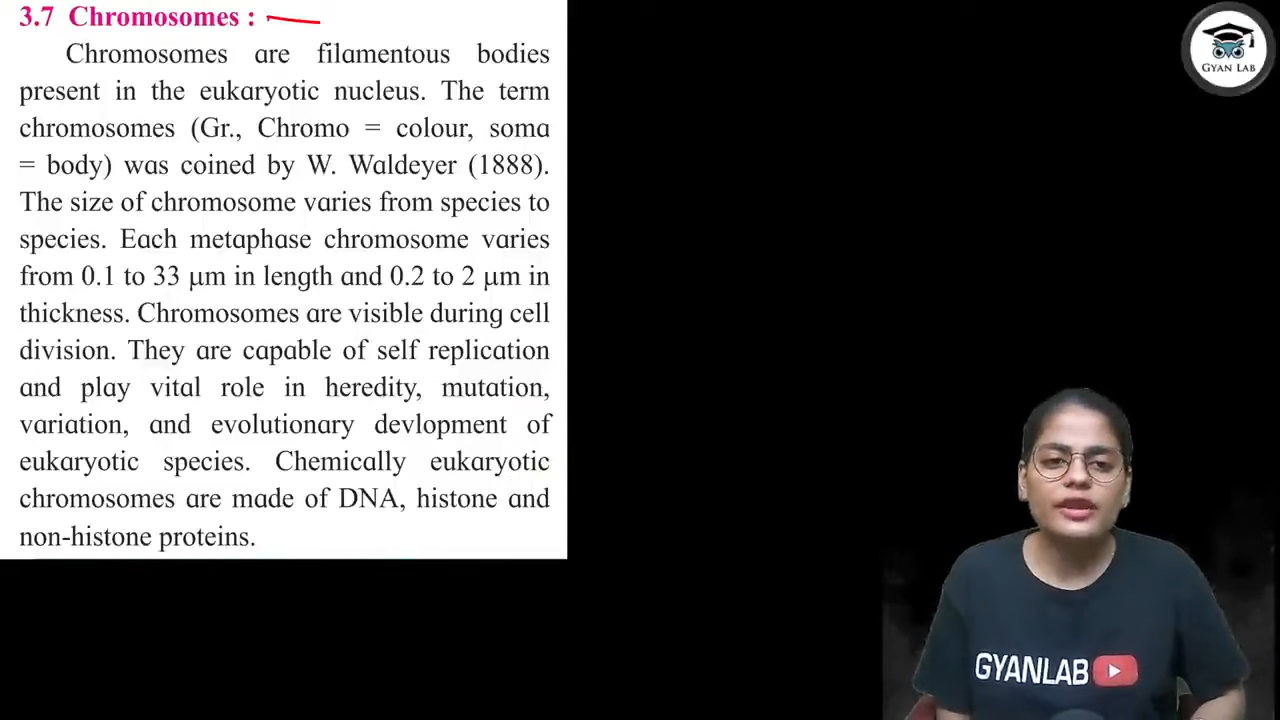 3.7 Chromosomes :
Chromosomes are filamentous bodies
present in the eukaryotic nucleus. The term
chromosomes (Gr., Chromo = colour, soma
= body) was coined by W. Waldeyer (1888).
The size of chromosome varies from species to
species. Each metaphase chromosome varies
from 0.1 to 33 µm in length and 0.2 to 2 µm in
thickness. Chromosomes are visible during cell
division. They are capable of self replication
and play vital role in heredity, mutation,
variation, and evolutionary devlopment of
eukaryotic species. Chemically eukaryotic
chromosomes are made of DNA, histone and
non-histone proteins.
GYAN LAB
GYANLAB